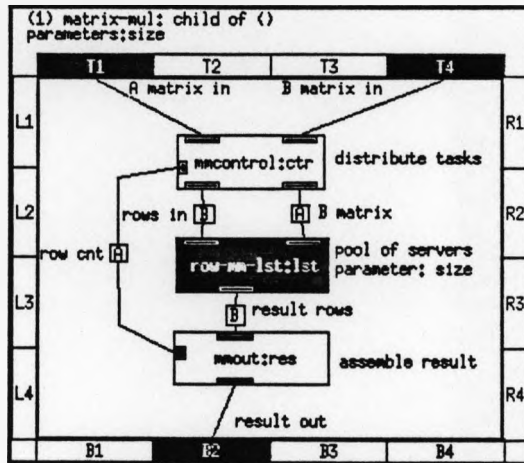 (1) matrix-mul: child of ()
parameters:size
T1 T2 T3 T4
A matrix in B matrix in
L1 R1
mmcontrol:ctr distribute tasks
L2 rows in B A B matrix R2
row cnt A
row-mm-lst:lst pool of servers
parameter: size
L3 B result rows R3
mmout:res assemble result
L4 R4
result out
B1 B2 B3 B4